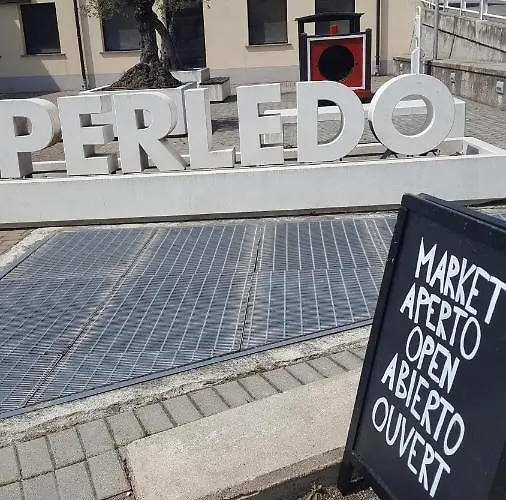 PERLEDO
MARKET
APERTO
OPEN
ABIERTO
OUVERT